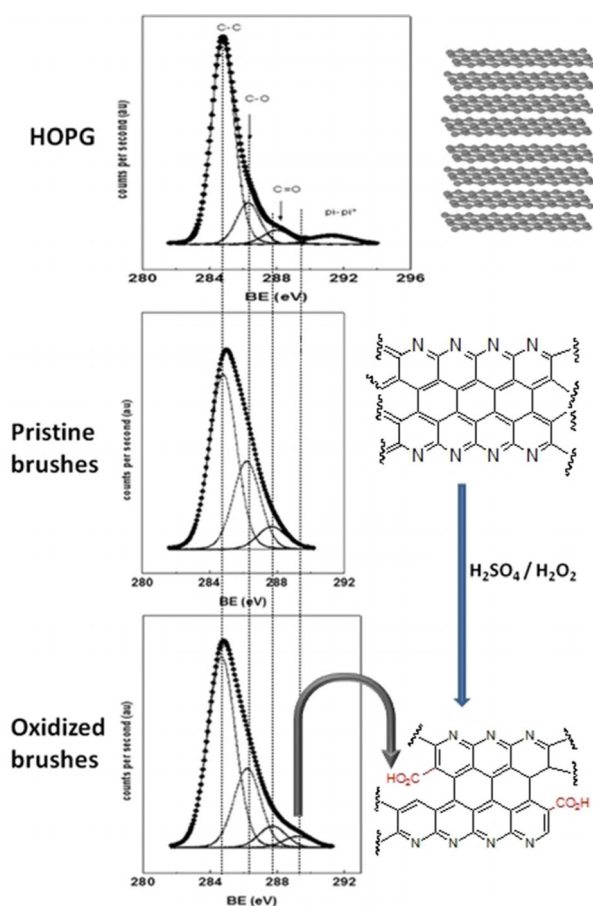 HOPG
counts per second (au)
C-C
C-O
C=O
pi-pi*
280 284 288 292 296
BE (eV)
Pristine
brushes
counts per second (au)
280 284 288 292
BE (eV)
N N N N
N N N N
H₂SO₄ / H₂O₂
Oxidized
brushes
counts per second (au)
280 284 288 292
BE (eV)
N N N N
HO₂C
CO₂H
N N N N